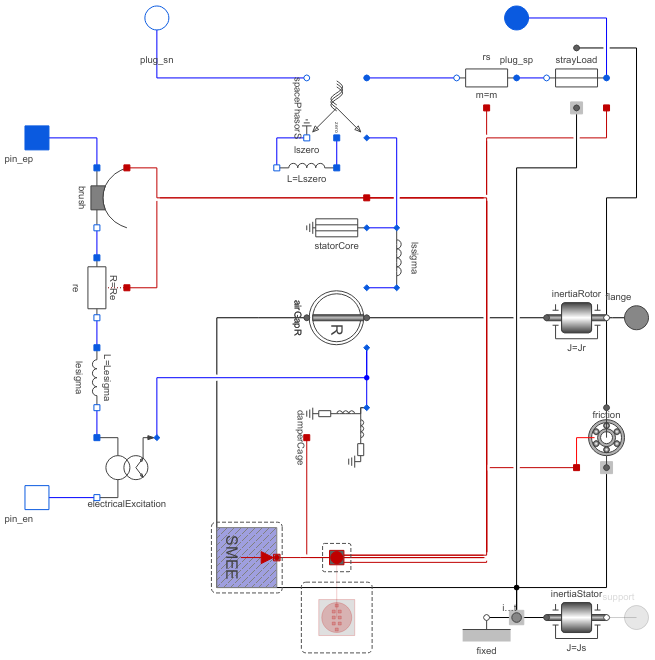 plug_sn
plug_sp
rs
strayLoad
m=m
spacePhasorS
zero
lszero
L=Lszero
pin_ep
brush
statorCore
lssigma
R=Re
re
airGapR
R
inertiaRotor
flange
J=Jr
L=Lesigma
lesigma
damperCage
friction
electricalExcitation
pin_en
SMEE
inertiaStator
support
fixed
J=Js